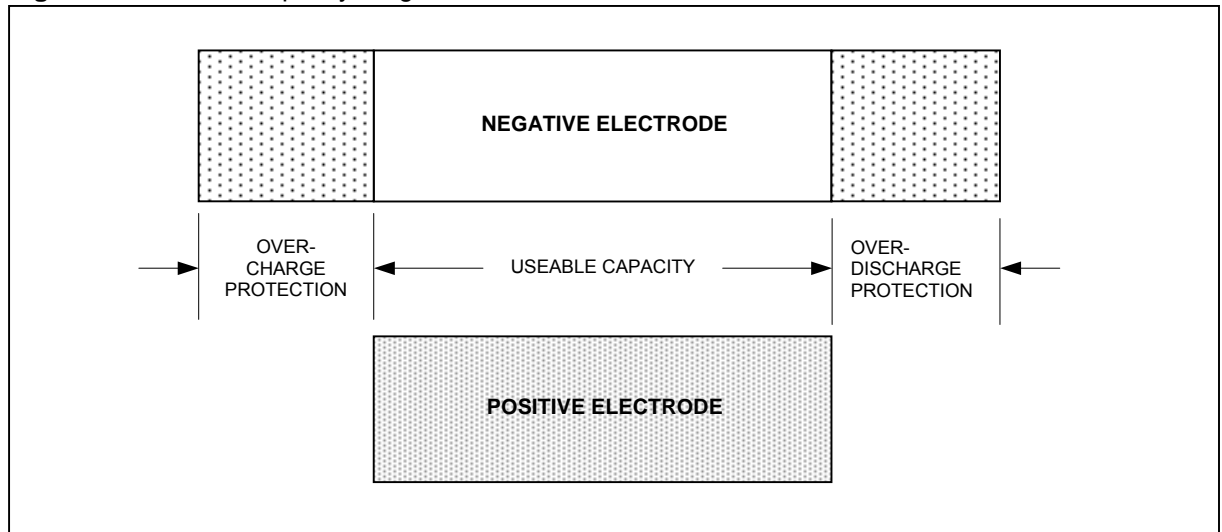 NEGATIVE ELECTRODE
OVER-
CHARGE
PROTECTION
USEABLE CAPACITY
OVER-
DISCHARGE
PROTECTION
POSITIVE ELECTRODE